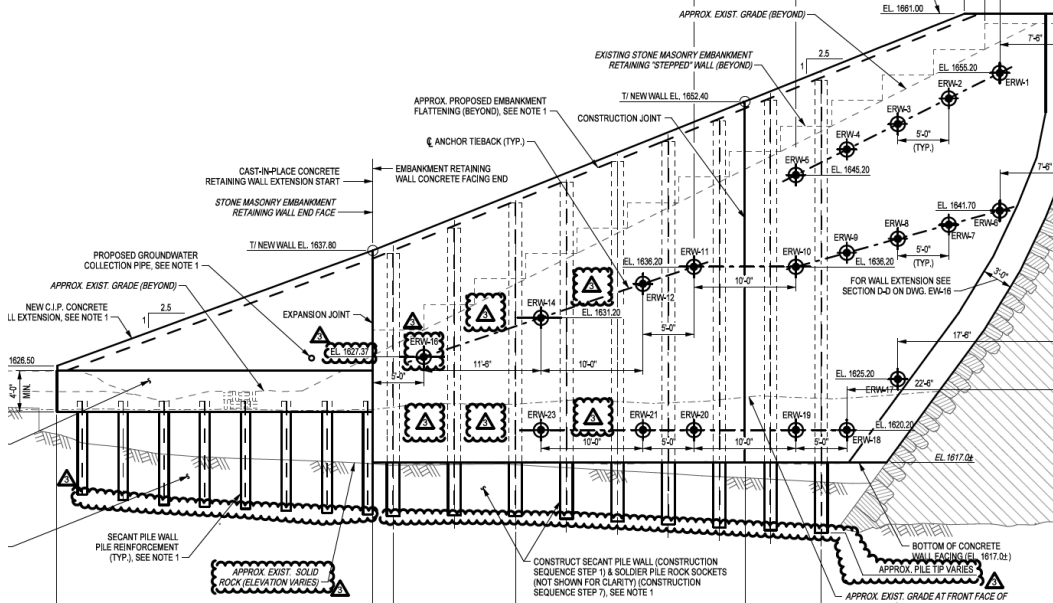 EL. 1661.00
APPROX. EXIST. GRADE (BEYOND)
7'-6"
2.5
1
EXISTING STONE MASONRY EMBANKMENT
RETAINING "STEPPED" WALL (BEYOND)
EL. 1655.20
ERW-1
ERW-2
T/ NEW WALL EL. 1652.40
APPROX. PROPOSED EMBANKMENT
FLATTENING (BEYOND), SEE NOTE 1
CONSTRUCTION JOINT
ERW-3
5'-0"
(TYP.)
ERW-4
℄ ANCHOR TIEBACK (TYP.)
ERW-5
EL. 1645.20
7'-6"
CAST-IN-PLACE CONCRETE
RETAINING WALL EXTENSION START
EMBANKMENT RETAINING
WALL CONCRETE FACING END
STONE MASONRY EMBANKMENT
RETAINING WALL END FACE
EL. 1641.70
ERW-6
ERW-7
ERW-8
5'-0"
(TYP.)
ERW-9
T/ NEW WALL EL. 1637.80
ERW-11
ERW-10
EL. 1636.20
EL. 1636.20
PROPOSED GROUNDWATER
COLLECTION PIPE, SEE NOTE 1
APPROX. EXIST. GRADE (BEYOND)
3'-0"
FOR WALL EXTENSION SEE
SECTION D-D ON DWG. EW-16
3
ERW-12
10'-0"
NEW C.I.P. CONCRETE
L EXTENSION, SEE NOTE 1
2.5
1
EXPANSION JOINT
ERW-14
EL. 1631.20
3
3
3
5'-0"
17'-6"
ERW-16
EL. 1627.37
1626.50
5'-0"
11'-6"
10'-0"
EL. 1625.20
ERW-17
22'-6"
4'-0"
MIN.
3
3
3
ERW-23
ERW-21
ERW-20
ERW-19
ERW-18
EL. 1620.20
10'-0"
5'-0"
10'-0"
5'-0"
EL. 1617.0±
3
SECANT PILE WALL
PILE REINFORCEMENT
(TYP.), SEE NOTE 1
APPROX. EXIST. SOLID
ROCK (ELEVATION VARIES)
3
CONSTRUCT SECANT PILE WALL (CONSTRUCTION
SEQUENCE STEP 1) & SOLDIER PILE ROCK SOCKETS
(NOT SHOWN FOR CLARITY) (CONSTRUCTION
SEQUENCE STEP 7), SEE NOTE 1
BOTTOM OF CONCRETE
WALL FACING (EL. 1617.0±)
APPROX. PILE TIP VARIES
3
APPROX. EXIST. GRADE AT FRONT FACE OF